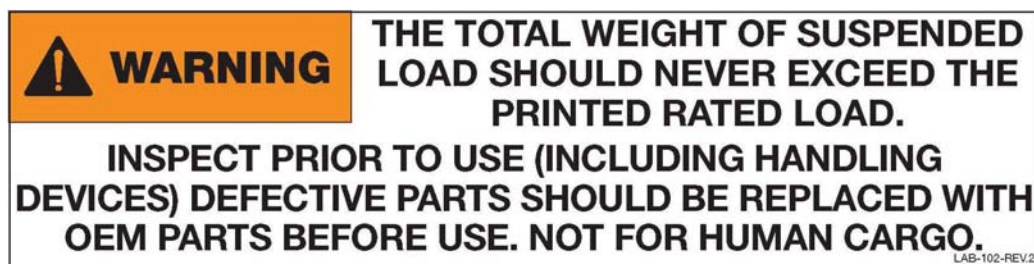 WARNING
THE TOTAL WEIGHT OF SUSPENDED
LOAD SHOULD NEVER EXCEED THE
PRINTED RATED LOAD.
INSPECT PRIOR TO USE (INCLUDING HANDLING
DEVICES) DEFECTIVE PARTS SHOULD BE REPLACED WITH
OEM PARTS BEFORE USE. NOT FOR HUMAN CARGO.
LAB-102-REV.2